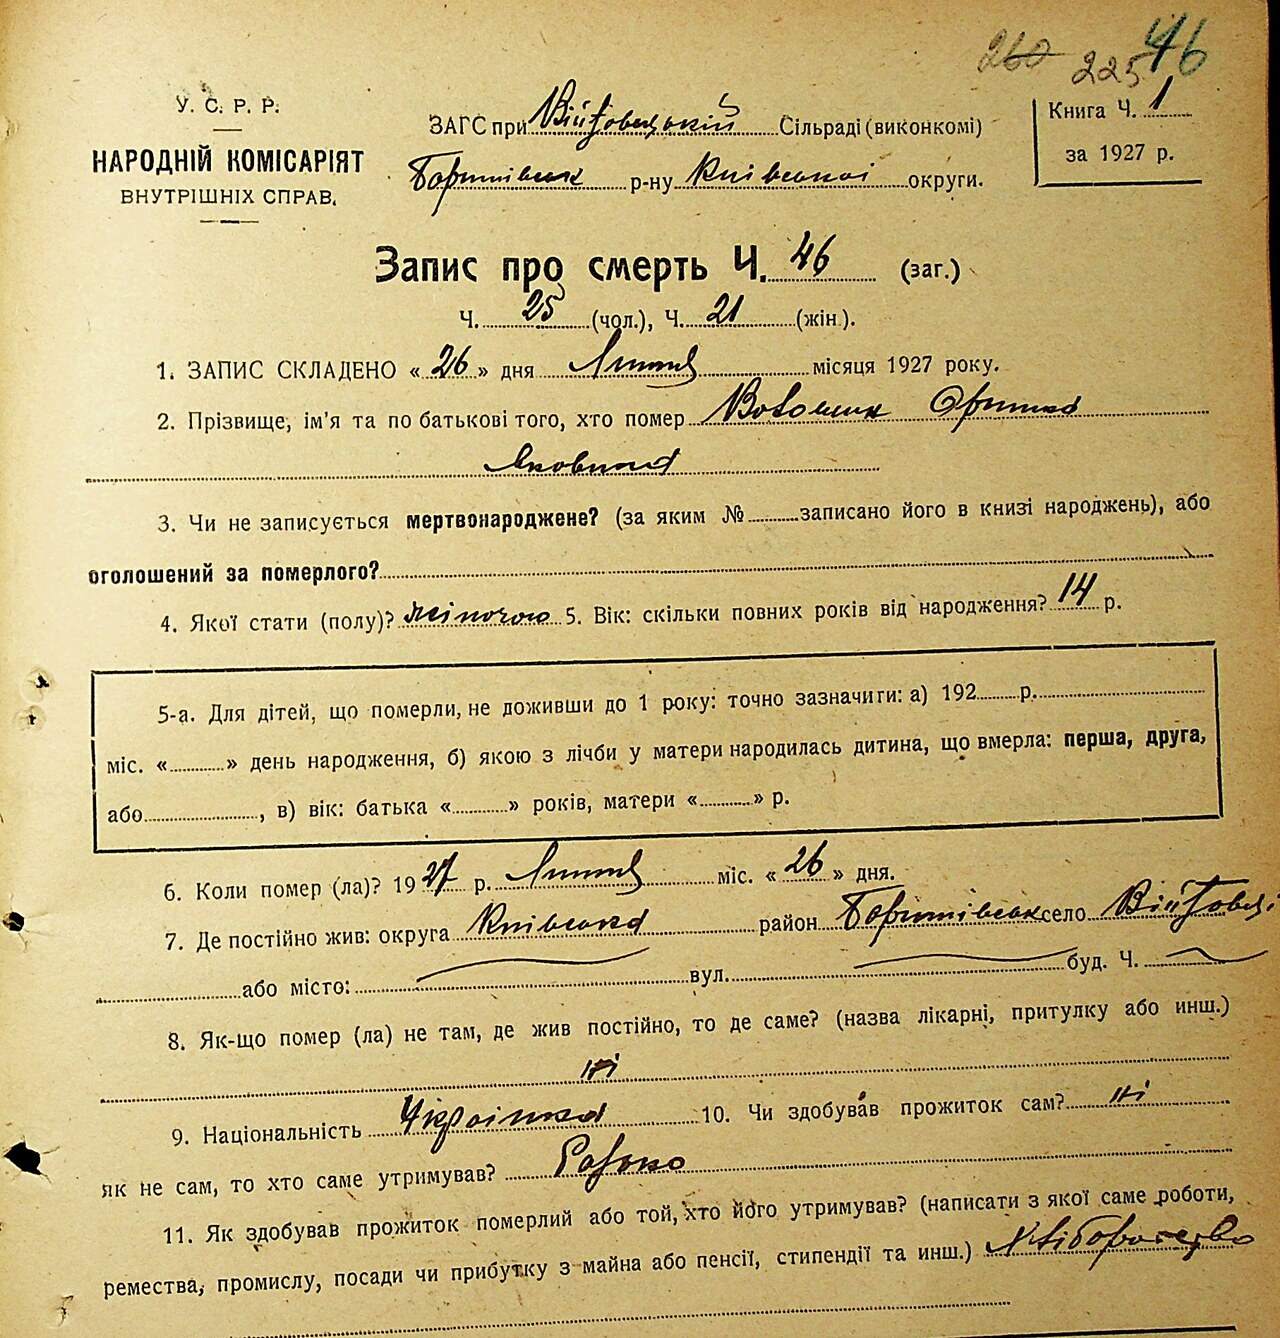 260 225 46
У. С. Р. Р.
НАРОДНІЙ КОМІСАРІЯТ
ВНУТРІШНІХ СПРАВ.
ЗАГС при Війтовецькій Сільраді (виконкомі)
Баришівськ р-ну Київської округи.
Книга Ч. 1
за 1927 р.
Запис про смерть Ч. 46 (заг.)
Ч. 25 (чол.), Ч. 21 (жін.).
1. ЗАПИС СКЛАДЕНО « 26 » дня Липня місяця 1927 року.
2. Прізвище, ім'я та по батькові того, хто помер
Яковина
3. Чи не записується мертвонароджене? (за яким № записано його в книзі народжень), або
оголошений за померлого?
4. Якої стати (полу)? жіночою 5. Вік: скільки повних років від народження? 14 р.
5-а. Для дітей, що померли, не доживши до 1 року: точно зазначити: а) 192 р.
міс. « » день народження, б) якою з лічби у матери народилась дитина, що вмерла: перша, друга,
або , в) вік: батька « » років, матери « » р.
6. Коли помер (ла)? 1927 р. Липня міс. « 26 » дня.
7. Де постійно жив: округа Київська район Баришівськ село Війтовці
або місто: вул. буд. Ч.
8. Як-що помер (ла) не там, де жив постійно, то де саме? (назва лікарні, притулку або инш.)
ні
9. Національність Українка 10. Чи здобував прожиток сам? ні
як не сам, то хто саме утримував? Батько
11. Як здобував прожиток померлий або той, хто його утримував? (написати з якої саме роботи,
ремества, промислу, посади чи прибутку з майна або пенсії, стипендії та инш.) Хліборобство